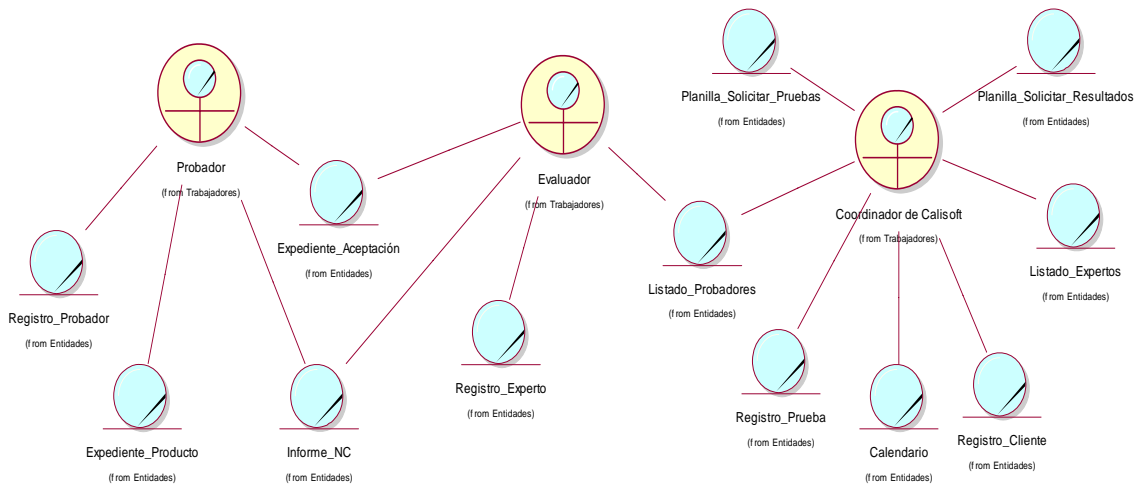 Probador
(from Trabajadores)
Evaluador
(from Trabajadores)
Coordinador de Calisoft
(from Trabajadores)
Planilla_Solicitar_Pruebas
(from Entidades)
Planilla_Solicitar_Resultados
(from Entidades)
Expediente_Aceptación
(from Entidades)
Listado_Probadores
(from Entidades)
Listado_Expertos
(from Entidades)
Registro_Probador
(from Entidades)
Registro_Experto
(from Entidades)
Registro_Prueba
(from Entidades)
Expediente_Producto
(from Entidades)
Informe_NC
(from Entidades)
Calendario
(from Entidades)
Registro_Cliente
(from Entidades)